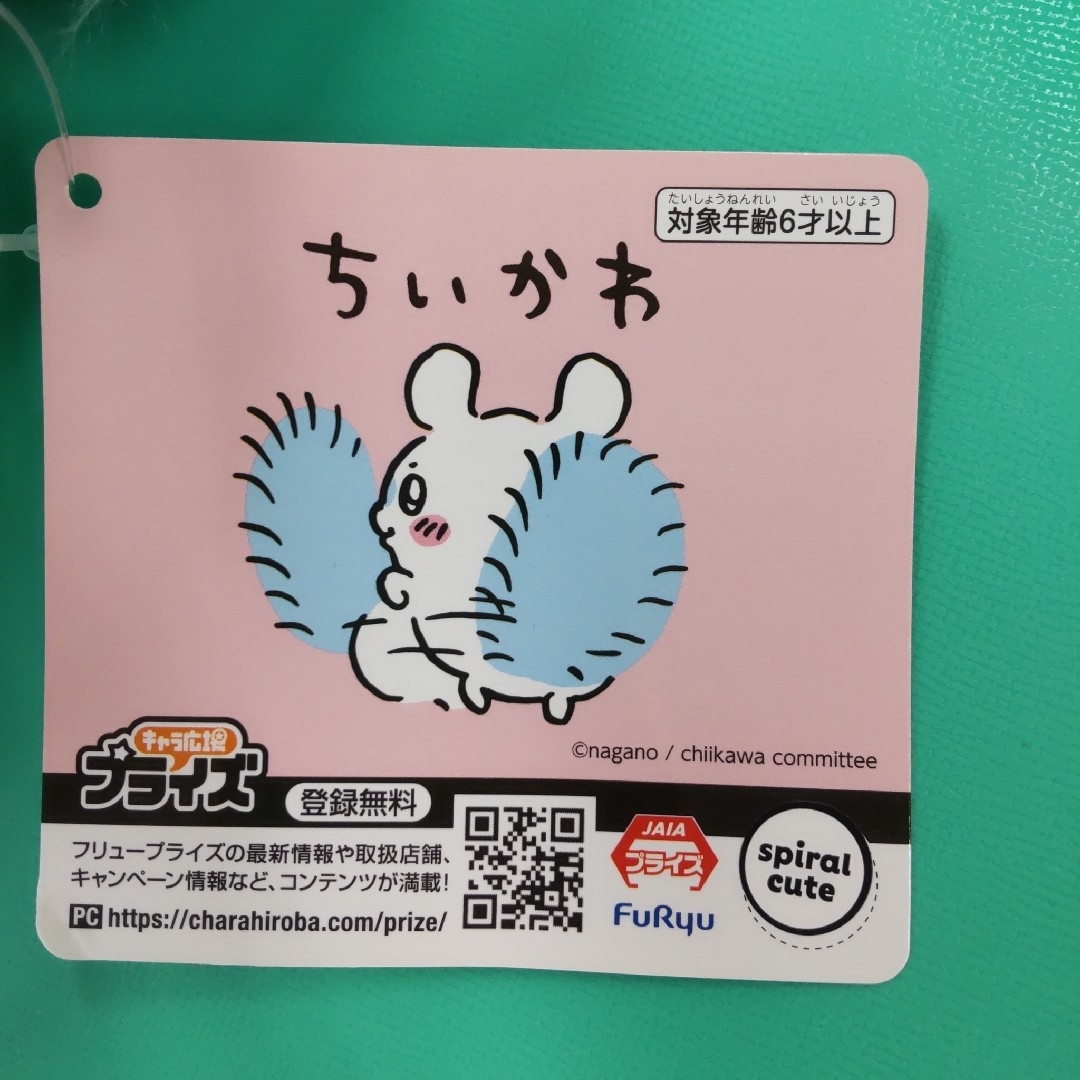 たいしょうねんれい さい いじょう
対象年齢6才以上
ちいかわ
©nagano / chiikawa committee
キャラ広場
プライズ
登録無料
フリュープライズの最新情報や取扱店舗、
キャンペーン情報など、コンテンツが満載!
PC https://charahiroba.com/prize/
JAIA
プライズ
FuRyu
spiral
cute